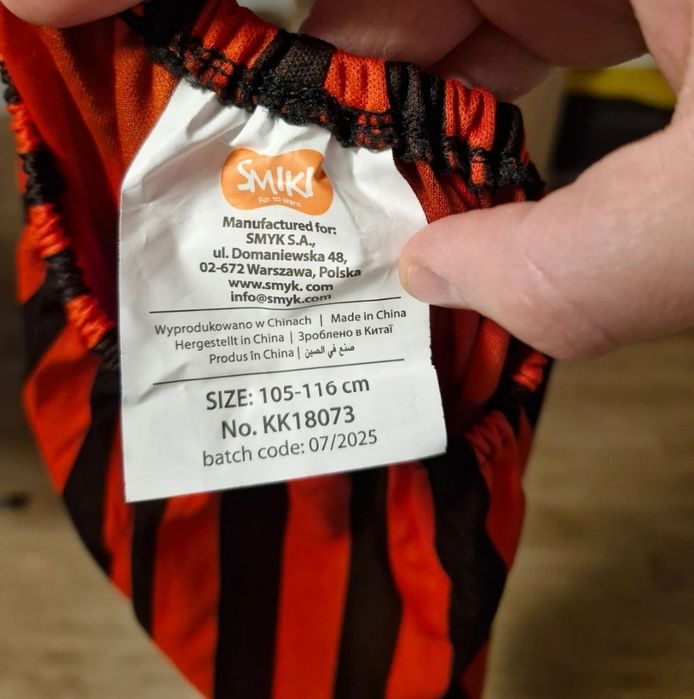 SMIKI
fun to learn
Manufactured for:
SMYK S.A.,
ul. Domaniewska 48,
02-672 Warszawa, Polska
www.smyk. com
info@smyk.com
Wyprodukowano w Chinach | Made in China
Hergestellt in China | Зроблено в Китаї
Produs în China | صنع في الصين
SIZE: 105-116 cm
No. KK18073
batch code: 07/2025